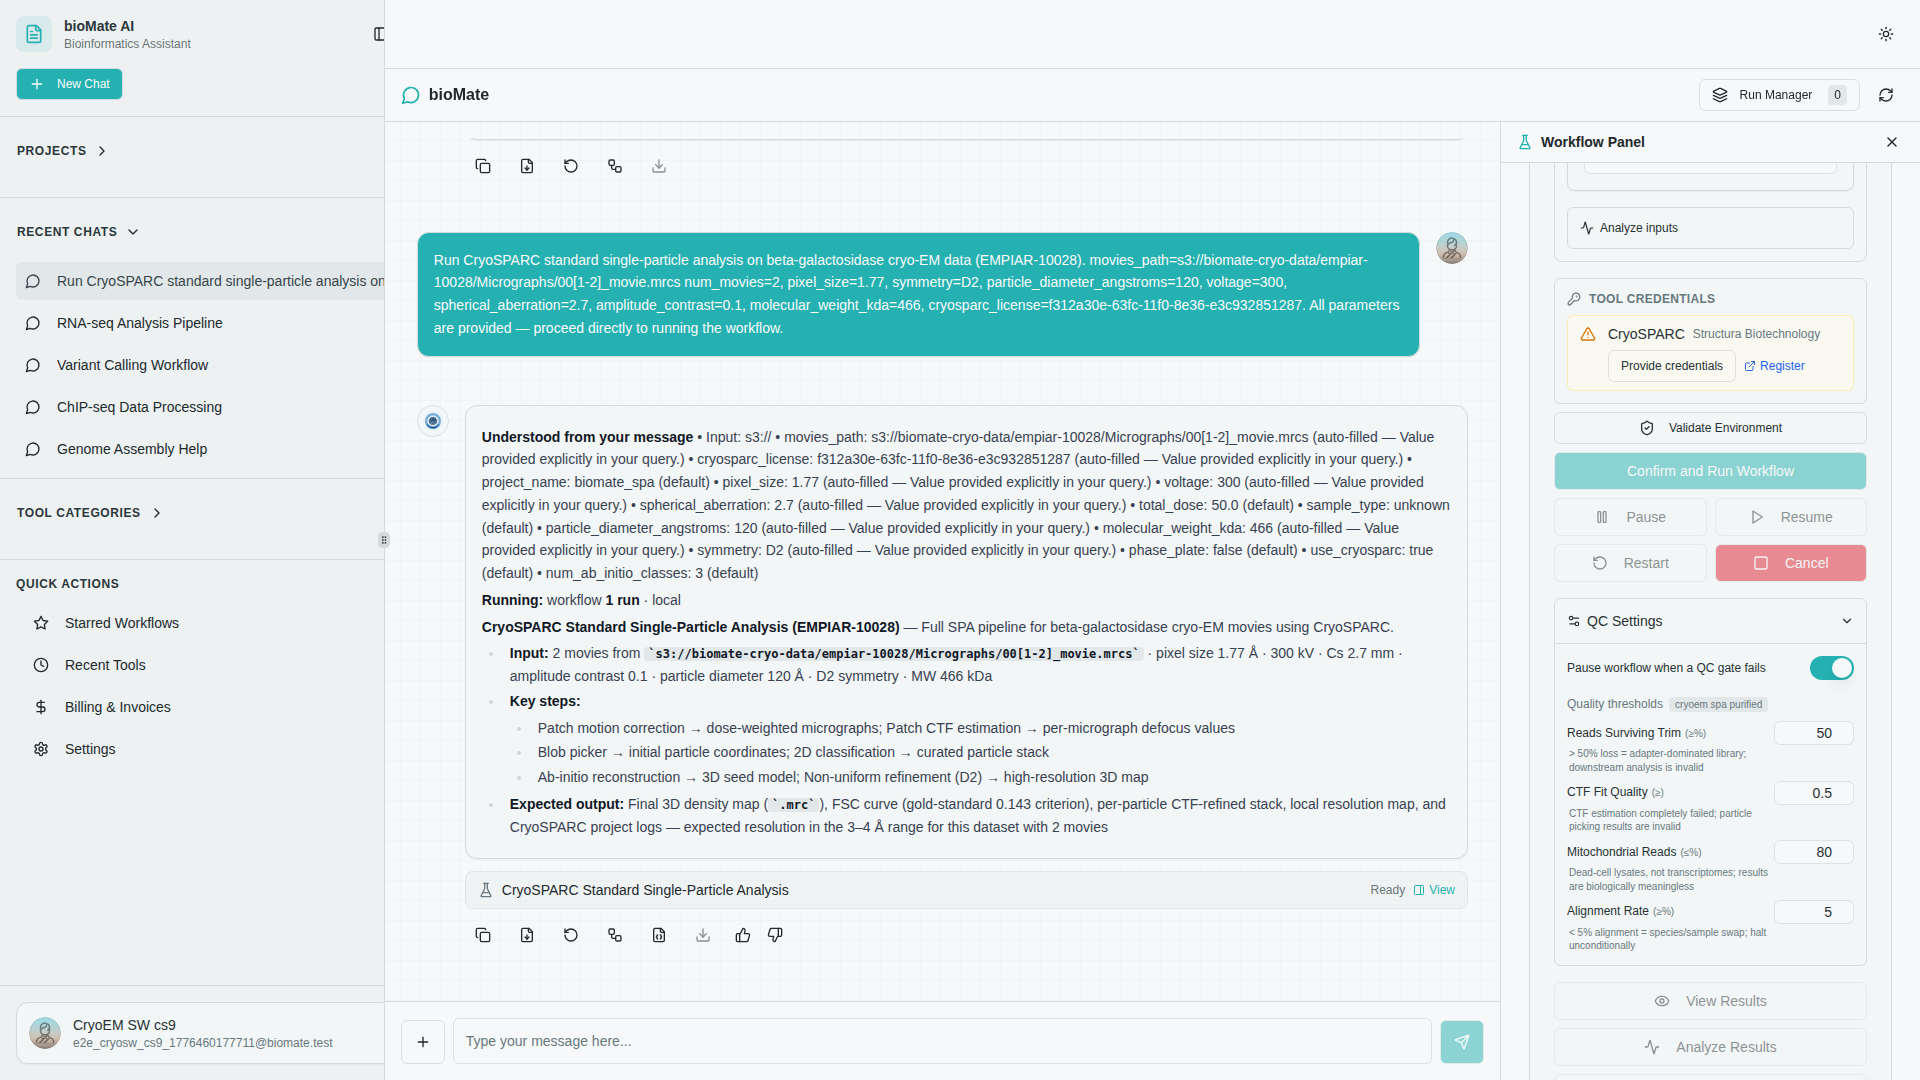 bioMate AI
Bioinformatics Assistant
New Chat
PROJECTS
RECENT CHATS
Run CryoSPARC standard single-particle analysis on
RNA-seq Analysis Pipeline
Variant Calling Workflow
ChIP-seq Data Processing
Genome Assembly Help
TOOL CATEGORIES
QUICK ACTIONS
Starred Workflows
Recent Tools
Billing & Invoices
Settings
CryoEM SW cs9
e2e_cryosw_cs9_1776460177711@biomate.test
bioMate
Run Manager 0
Run CryoSPARC standard single-particle analysis on beta-galactosidase cryo-EM data (EMPIAR-10028). movies_path=s3://biomate-cryo-data/empiar-
10028/Micrographs/00[1-2]_movie.mrcs num_movies=2, pixel_size=1.77, symmetry=D2, particle_diameter_angstroms=120, voltage=300,
spherical_aberration=2.7, amplitude_contrast=0.1, molecular_weight_kda=466, cryosparc_license=f312a30e-63fc-11f0-8e36-e3c932851287. All parameters
are provided — proceed directly to running the workflow.
Understood from your message • Input: s3:// • movies_path: s3://biomate-cryo-data/empiar-10028/Micrographs/00[1-2]_movie.mrcs (auto-filled — Value
provided explicitly in your query.) • cryosparc_license: f312a30e-63fc-11f0-8e36-e3c932851287 (auto-filled — Value provided explicitly in your query.) •
project_name: biomate_spa (default) • pixel_size: 1.77 (auto-filled — Value provided explicitly in your query.) • voltage: 300 (auto-filled — Value provided
explicitly in your query.) • spherical_aberration: 2.7 (auto-filled — Value provided explicitly in your query.) • total_dose: 50.0 (default) • sample_type: unknown
(default) • particle_diameter_angstroms: 120 (auto-filled — Value provided explicitly in your query.) • molecular_weight_kda: 466 (auto-filled — Value
provided explicitly in your query.) • symmetry: D2 (auto-filled — Value provided explicitly in your query.) • phase_plate: false (default) • use_cryosparc: true
(default) • num_ab_initio_classes: 3 (default)
Running: workflow 1 run · local
CryoSPARC Standard Single-Particle Analysis (EMPIAR-10028) — Full SPA pipeline for beta-galactosidase cryo-EM movies using CryoSPARC.
Input: 2 movies from `s3://biomate-cryo-data/empiar-10028/Micrographs/00[1-2]_movie.mrcs` · pixel size 1.77 Å · 300 kV · Cs 2.7 mm ·
amplitude contrast 0.1 · particle diameter 120 Å · D2 symmetry · MW 466 kDa
Key steps:
Patch motion correction → dose-weighted micrographs; Patch CTF estimation → per-micrograph defocus values
Blob picker → initial particle coordinates; 2D classification → curated particle stack
Ab-initio reconstruction → 3D seed model; Non-uniform refinement (D2) → high-resolution 3D map
Expected output: Final 3D density map (`.mrc`), FSC curve (gold-standard 0.143 criterion), per-particle CTF-refined stack, local resolution map, and
CryoSPARC project logs — expected resolution in the 3–4 Å range for this dataset with 2 movies
CryoSPARC Standard Single-Particle Analysis
Ready View
Type your message here...
Workflow Panel
Analyze inputs
TOOL CREDENTIALS
CryoSPARC Structura Biotechnology
Provide credentials Register
Validate Environment
Confirm and Run Workflow
Pause Resume
Restart Cancel
QC Settings
Pause workflow when a QC gate fails
Quality thresholds cryoem spa purified
Reads Surviving Trim (≥%) 50
> 50% loss = adapter-dominated library;
downstream analysis is invalid
CTF Fit Quality (≥) 0.5
CTF estimation completely failed; particle
picking results are invalid
Mitochondrial Reads (≤%) 80
Dead-cell lysates, not transcriptomes; results
are biologically meaningless
Alignment Rate (≥%) 5
< 5% alignment = species/sample swap; halt
unconditionally
View Results
Analyze Results